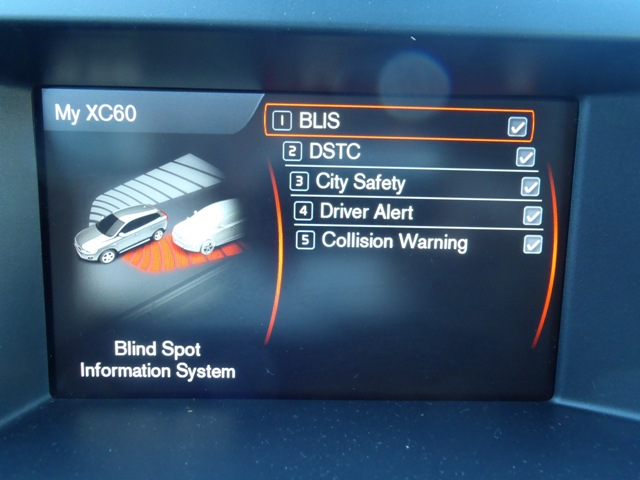 My XC60
1 BLIS
2 DSTC
3 City Safety
4 Driver Alert
5 Collision Warning
Blind Spot
Information System